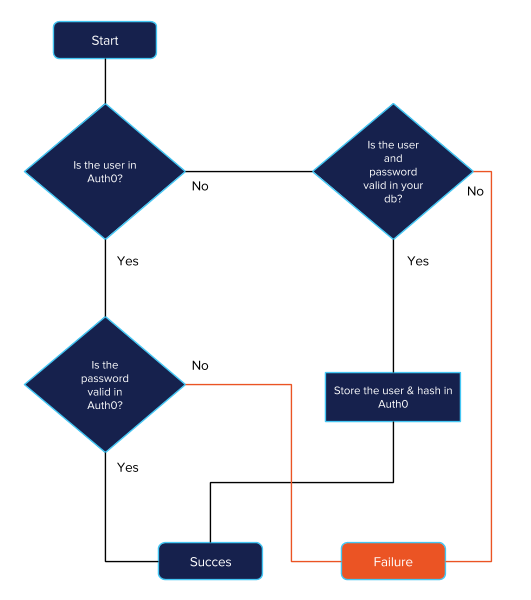 Start
Is the user in
Auth0?
No
Is the user
and
password
valid in your
db?
No
Yes
Yes
Is the
password
valid in
Auth0?
No
Store the user & hash in
Auth0
Yes
Succes
Failure